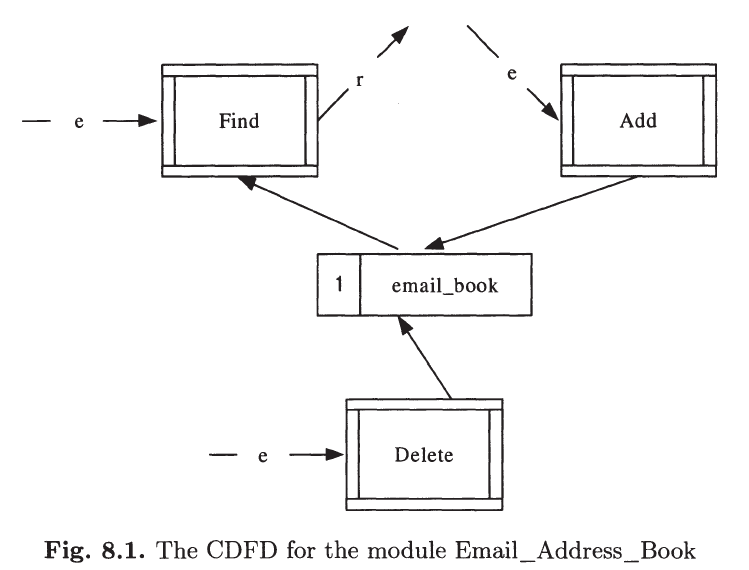 r
e
e
Find
Add
1 email_book
e
Delete
Fig. 8.1. The CDFD for the module Email_Address_Book